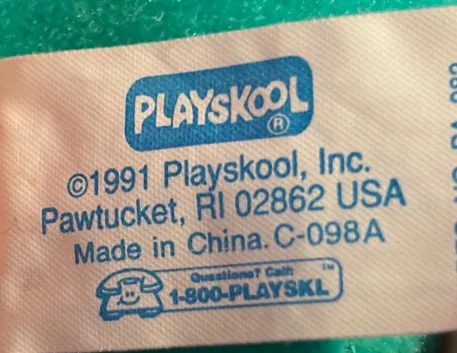 PLAYSKOOL
®
©1991 Playskool, Inc.
Pawtucket, RI 02862 USA
Made in China. C-098A
Questions? Call: ™
1-800-PLAYSKL